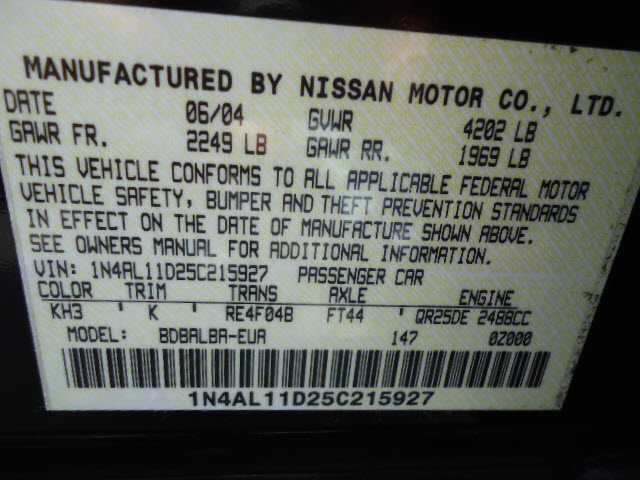 MANUFACTURED BY NISSAN MOTOR CO., LTD.
DATE 06/04 GVWR 4202 LB
GAWR FR. 2249 LB GAWR RR. 1969 LB
THIS VEHICLE CONFORMS TO ALL APPLICABLE FEDERAL MOTOR
VEHICLE SAFETY, BUMPER AND THEFT PREVENTION STANDARDS
IN EFFECT ON THE DATE OF MANUFACTURE SHOWN ABOVE.
SEE OWNERS MANUAL FOR ADDITIONAL INFORMATION.
VIN: 1N4AL11D25C215927 PASSENGER CAR
COLOR TRIM TRANS AXLE ENGINE
KH3 K RE4F04B FT44 QR25DE 2488CC
MODEL: BDBALBA-EUA 147 0Z000
1N4AL11D25C215927